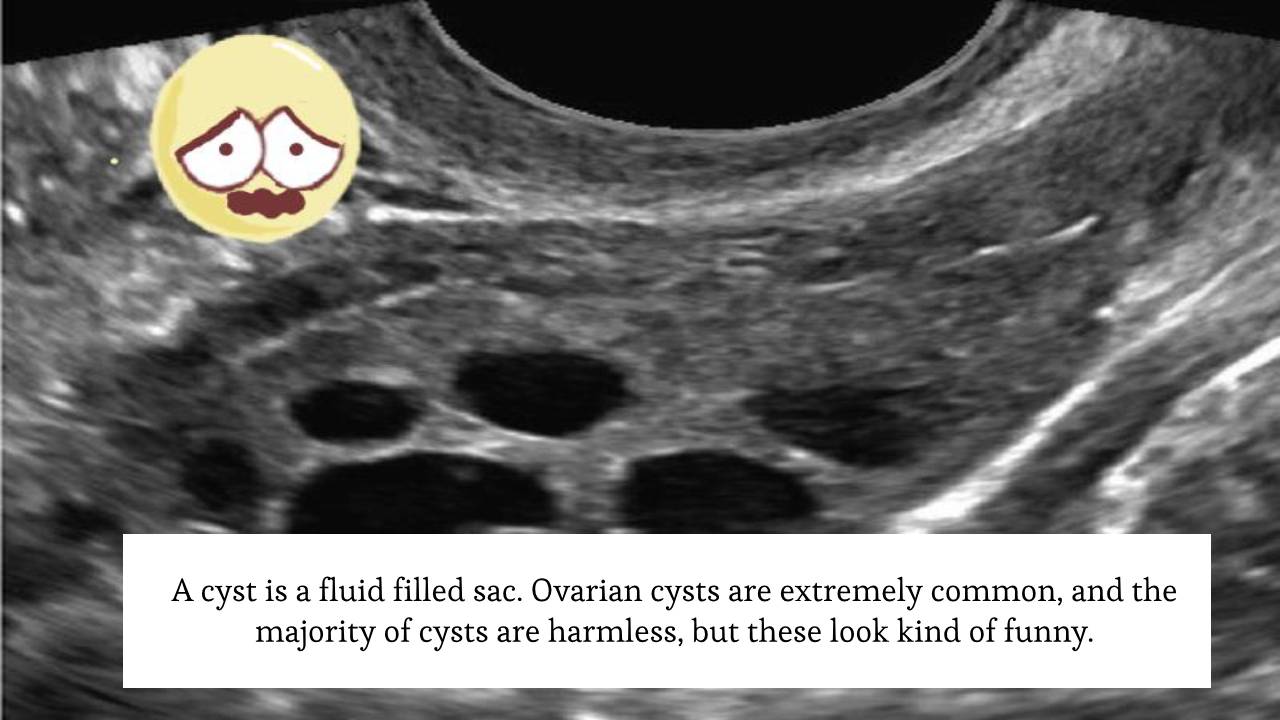 A cyst is a fluid filled sac. Ovarian cysts are extremely common, and the
majority of cysts are harmless, but these look kind of funny.